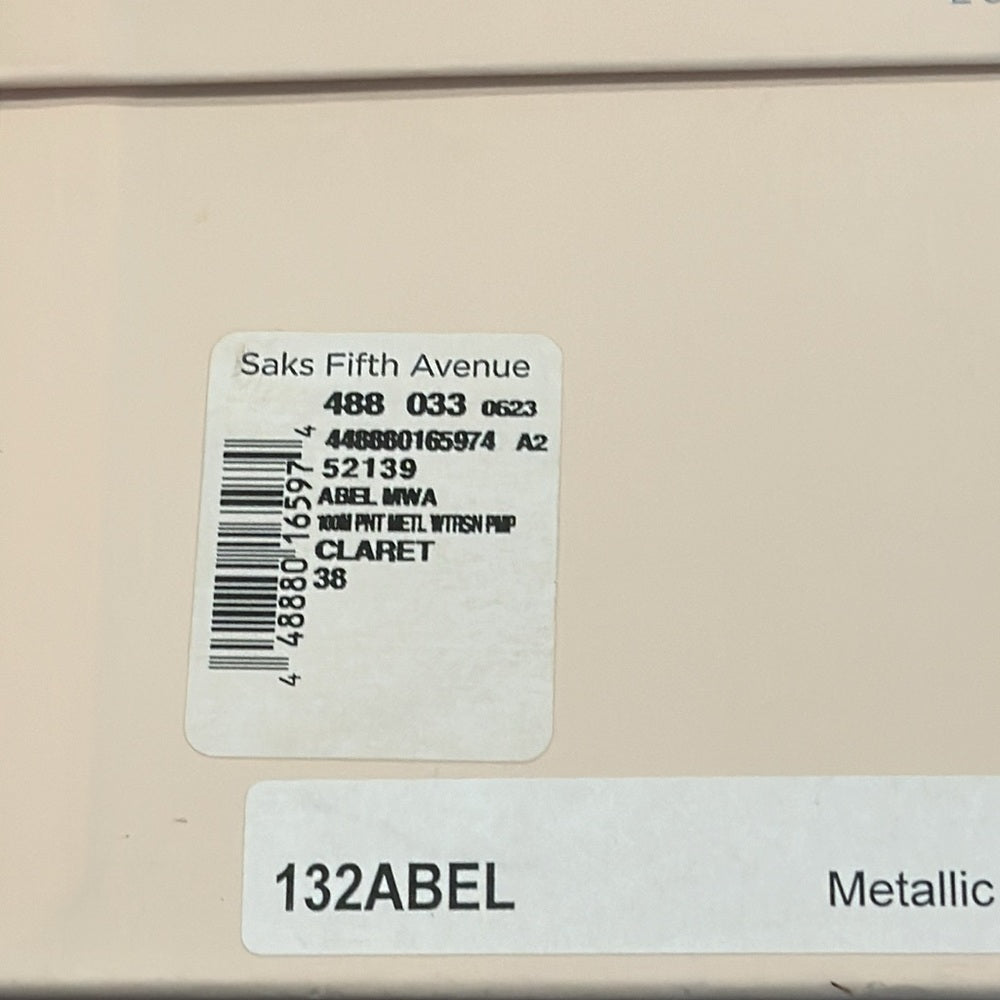 Saks Fifth Avenue
488 033 0623
448880165974 A2
52139
ABEL MWA
100M PNT METL WTRSN PMP
CLARET
38
4 48880 16597 4
132ABEL Metallic